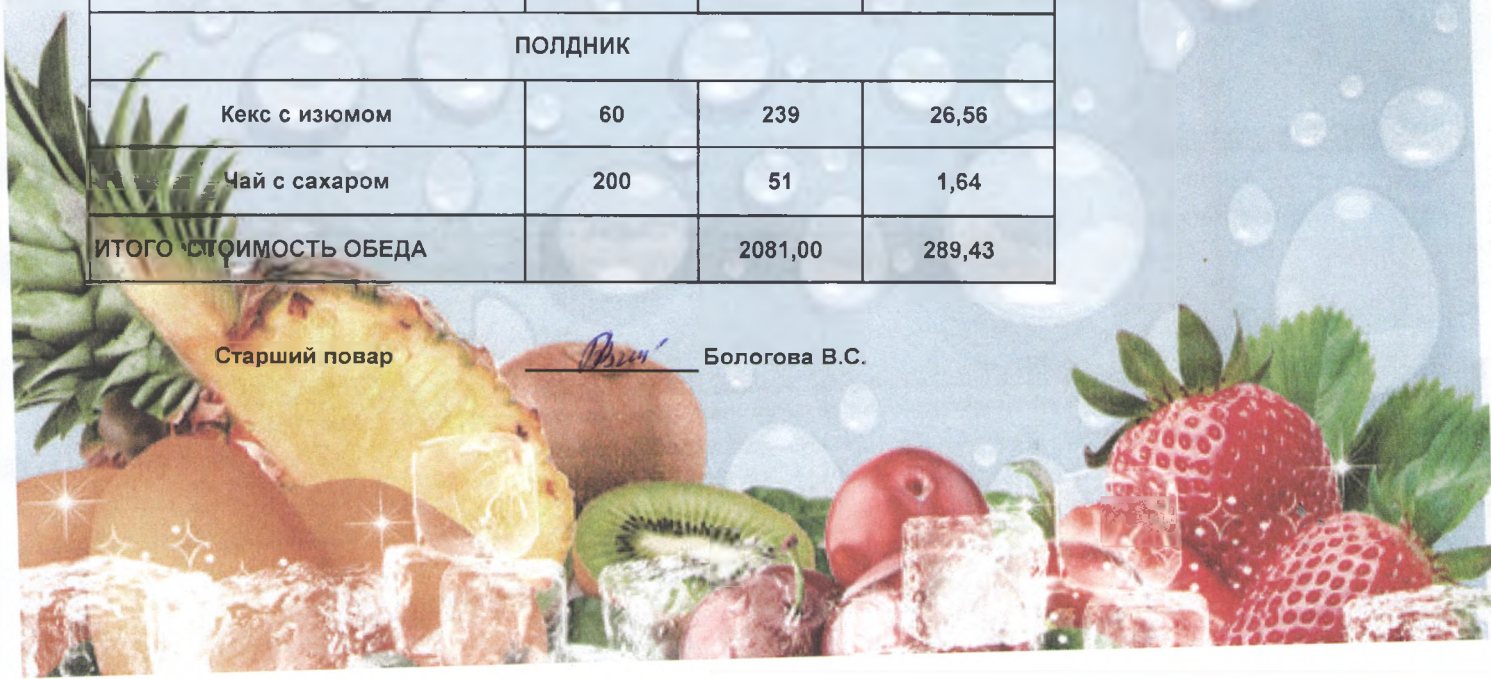 ПОЛДНИК
Кекс с изюмом 60 239 26,56
Чай с сахаром 200 51 1,64
ИТОГО СТОИМОСТЬ ОБЕДА 2081,00 289,43
Старший повар Бологова В.С.